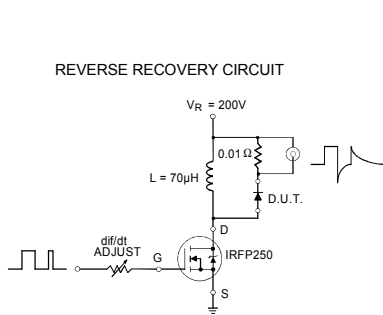 REVERSE RECOVERY CIRCUIT
VR = 200V
0.01 Ω
L = 70μH
D.U.T.
D
dif/dt
ADJUST
G
IRFP250
S